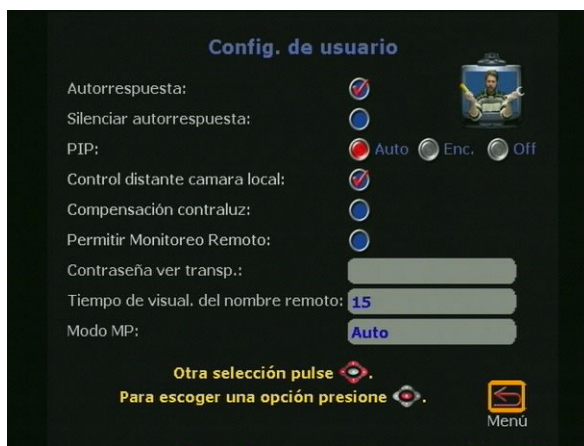 Config. de usuario
Autorrespuesta:
Silenciar autorrespuesta:
PIP: Auto Enc. Off
Control distante camara local:
Compensación contraluz:
Permitir Monitoreo Remoto:
Contraseña ver transp.:
Tiempo de visual. del nombre remoto: 15
Modo MP: Auto
Otra selección pulse .
Para escoger una opción presione .
Menú